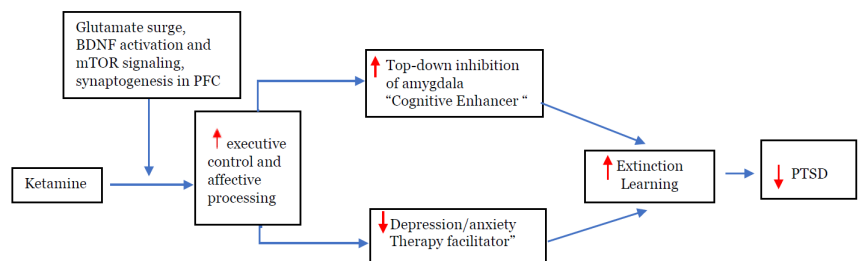 Glutamate surge,
BDNF activation and
mTOR signaling,
synaptogenesis in PFC
Ketamine
executive
control and
affective
processing
Top-down inhibition
of amygdala
“Cognitive Enhancer “
Depression/anxiety
Therapy facilitator”
Extinction
Learning
PTSD